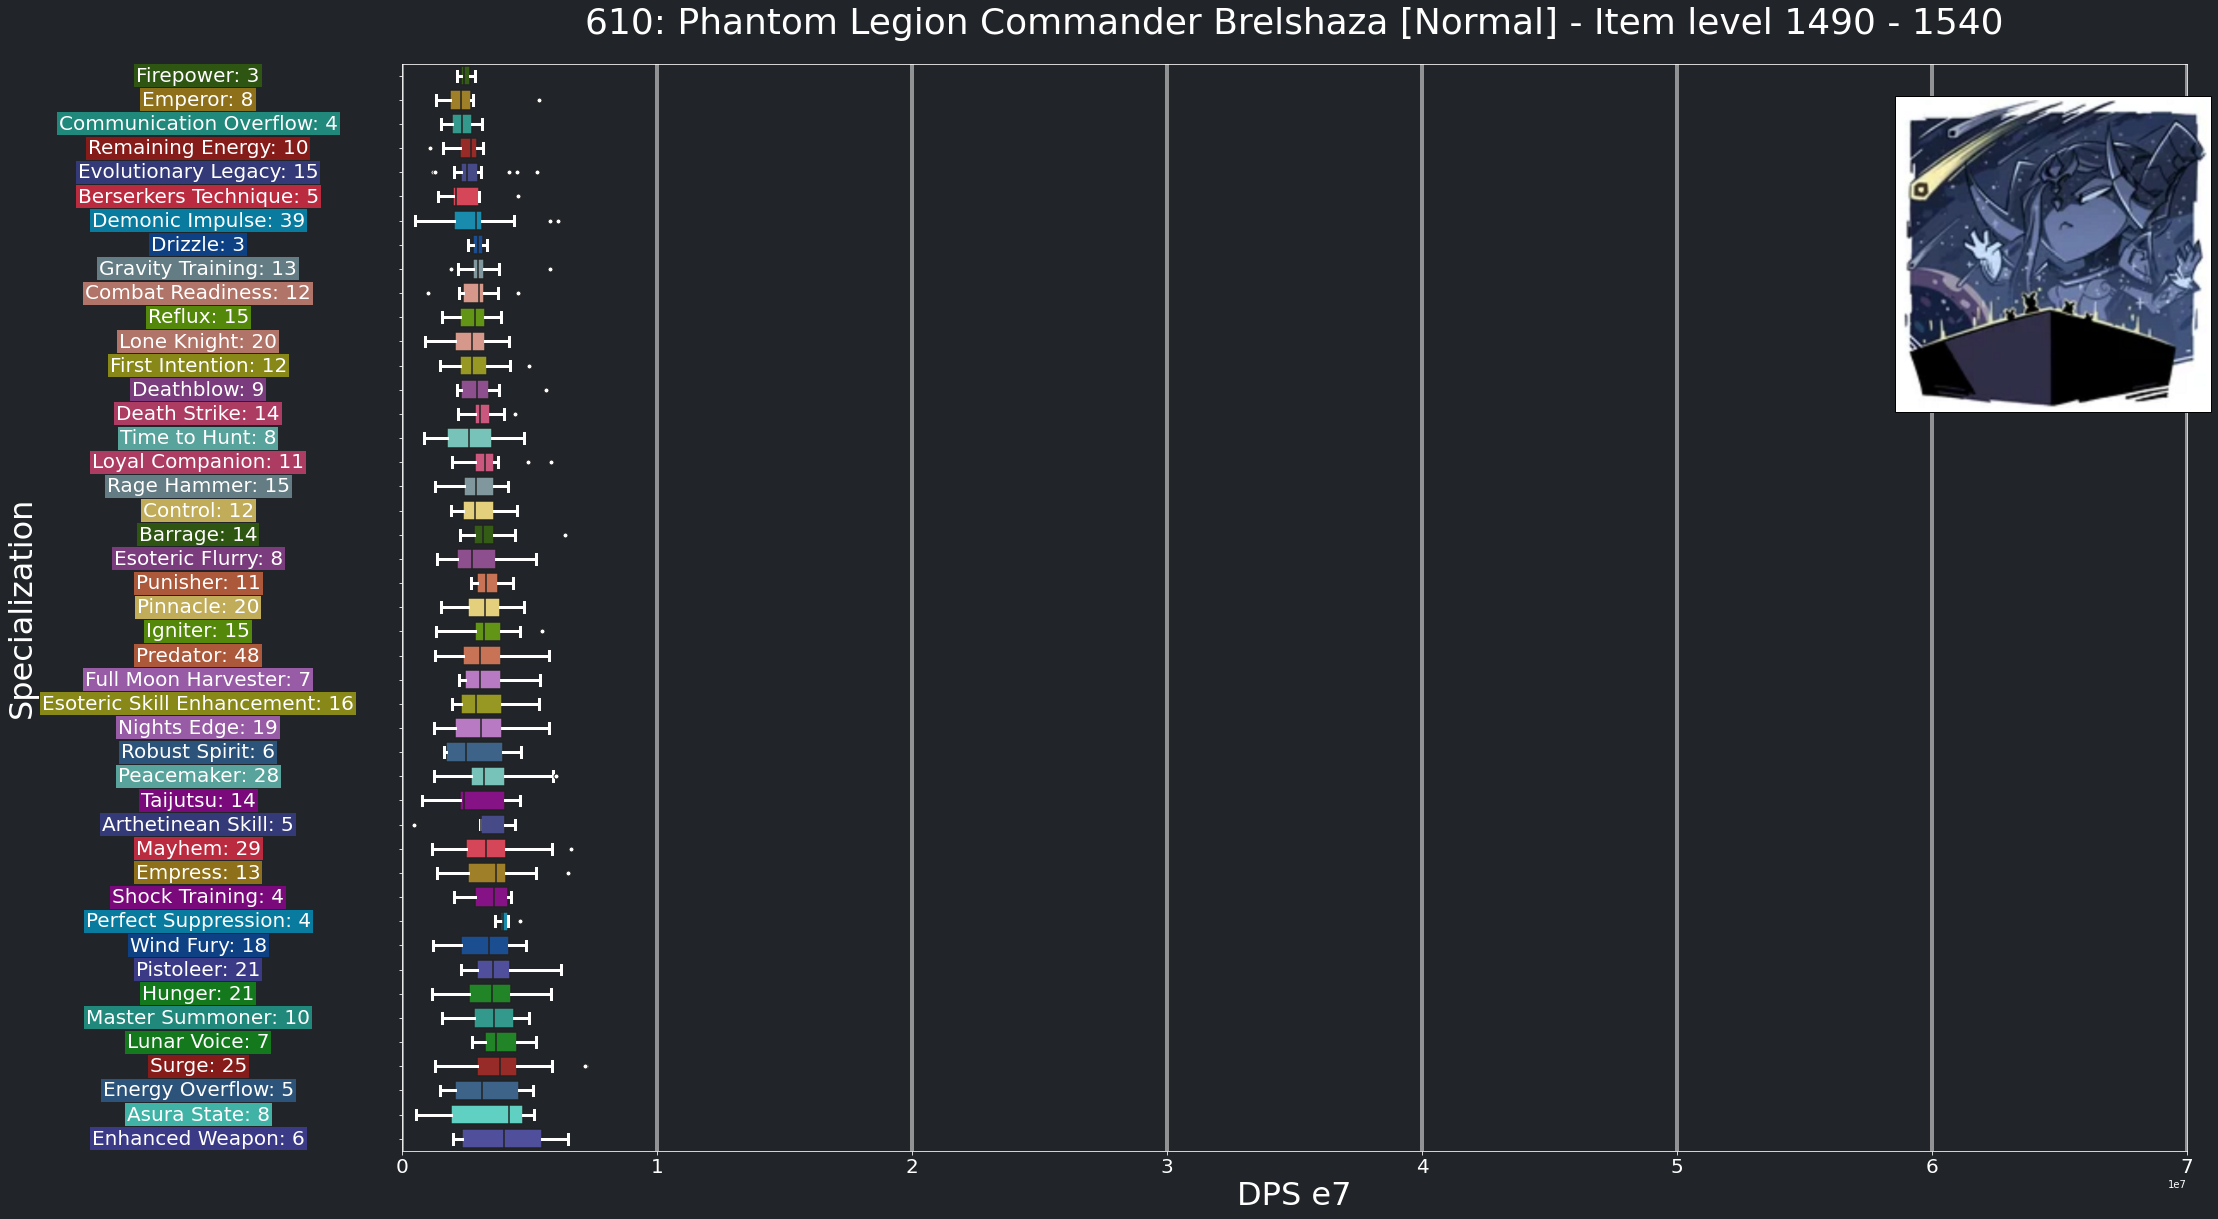 610: Phantom Legion Commander Brelshaza [Normal] - Item level 1490 - 1540
Specialization
Firepower: 3
Emperor: 8
Communication Overflow: 4
Remaining Energy: 10
Evolutionary Legacy: 15
Berserkers Technique: 5
Demonic Impulse: 39
Drizzle: 3
Gravity Training: 13
Combat Readiness: 12
Reflux: 15
Lone Knight: 20
First Intention: 12
Deathblow: 9
Death Strike: 14
Time to Hunt: 8
Loyal Companion: 11
Rage Hammer: 15
Control: 12
Barrage: 14
Esoteric Flurry: 8
Punisher: 11
Pinnacle: 20
Igniter: 15
Predator: 48
Full Moon Harvester: 7
Esoteric Skill Enhancement: 16
Nights Edge: 19
Robust Spirit: 6
Peacemaker: 28
Taijutsu: 14
Arthetinean Skill: 5
Mayhem: 29
Empress: 13
Shock Training: 4
Perfect Suppression: 4
Wind Fury: 18
Pistoleer: 21
Hunger: 21
Master Summoner: 10
Lunar Voice: 7
Surge: 25
Energy Overflow: 5
Asura State: 8
Enhanced Weapon: 6
0 1 2 3 4 5 6 7
1e7
DPS e7